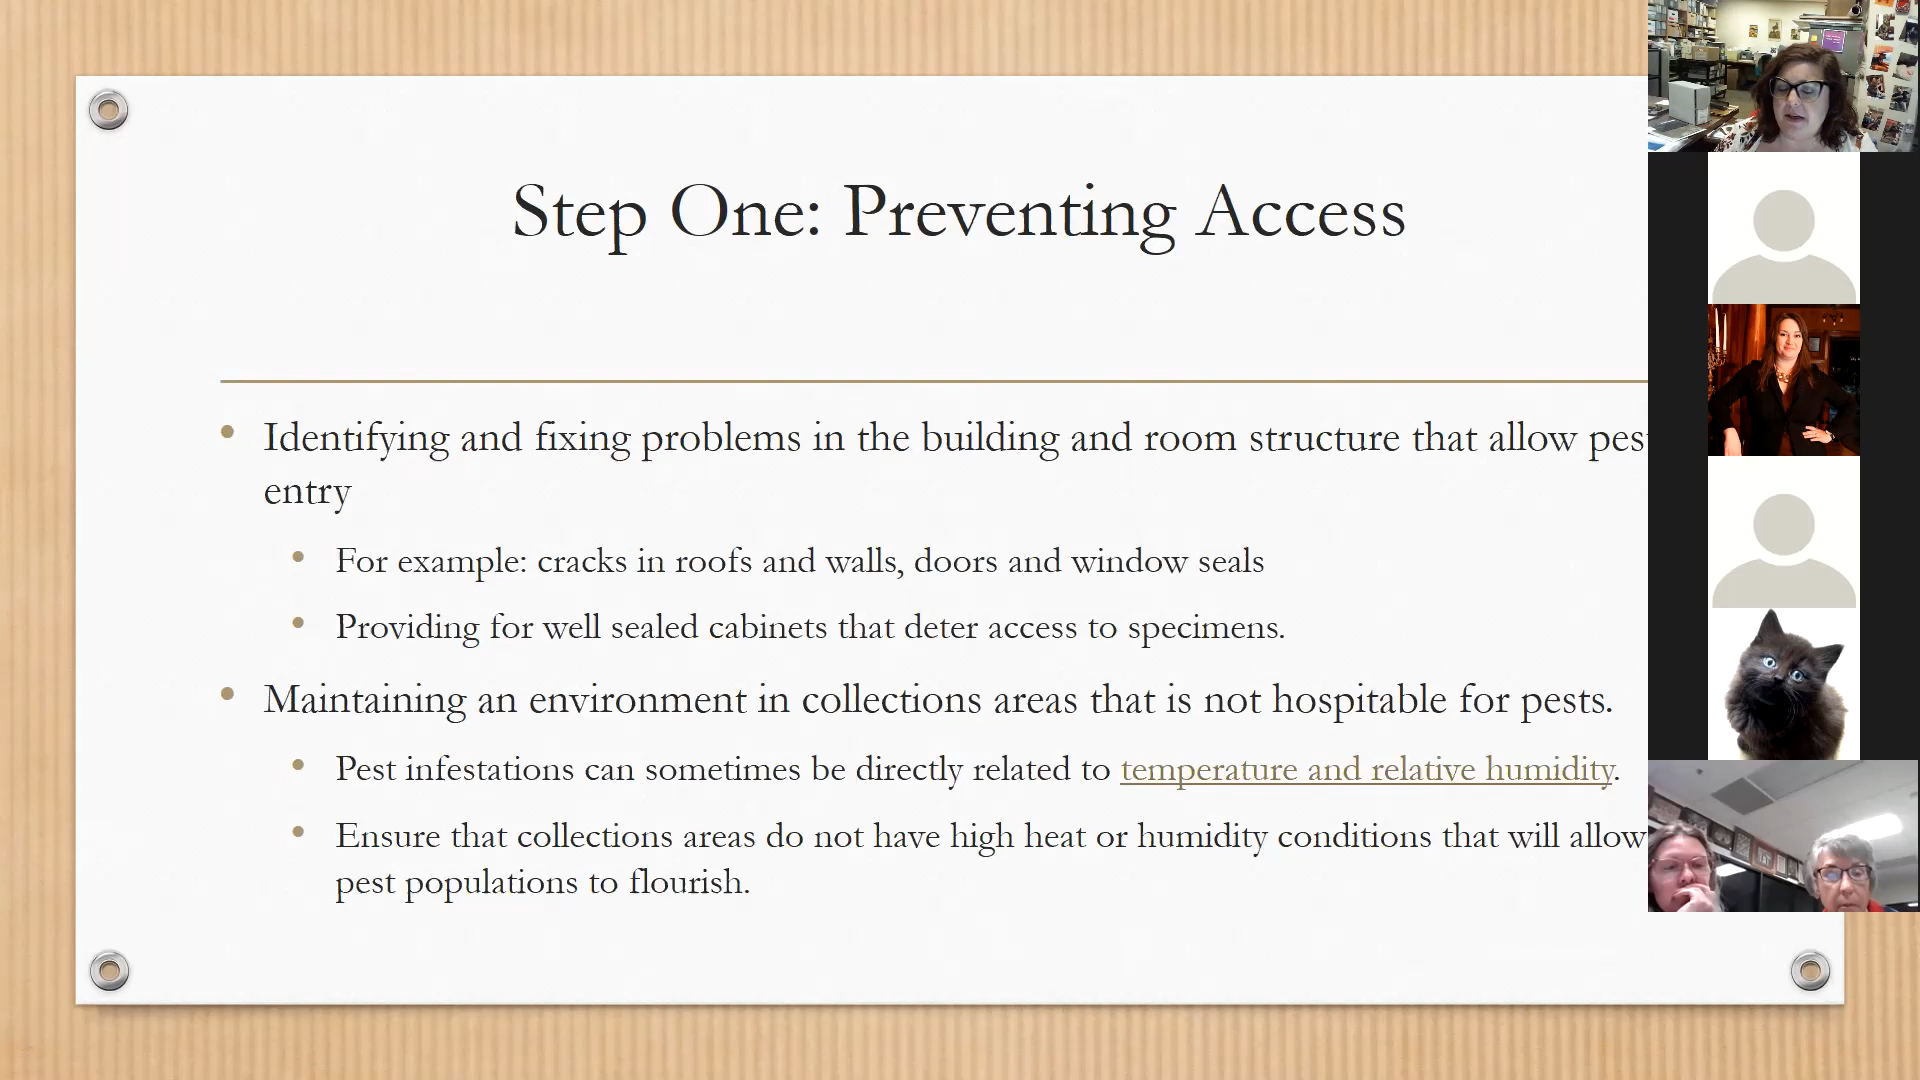 Step One: Preventing Access
Identifying and fixing problems in the building and room structure that allow
entry
For example: cracks in roofs and walls, doors and window seals
Providing for well sealed cabinets that deter access to specimens.
Maintaining an environment in collections areas that is not hospitable for pests.
Pest infestations can sometimes be directly related to temperature and relative humidity.
Ensure that collections areas do not have high heat or humidity conditions that will allow
pest populations to flourish.